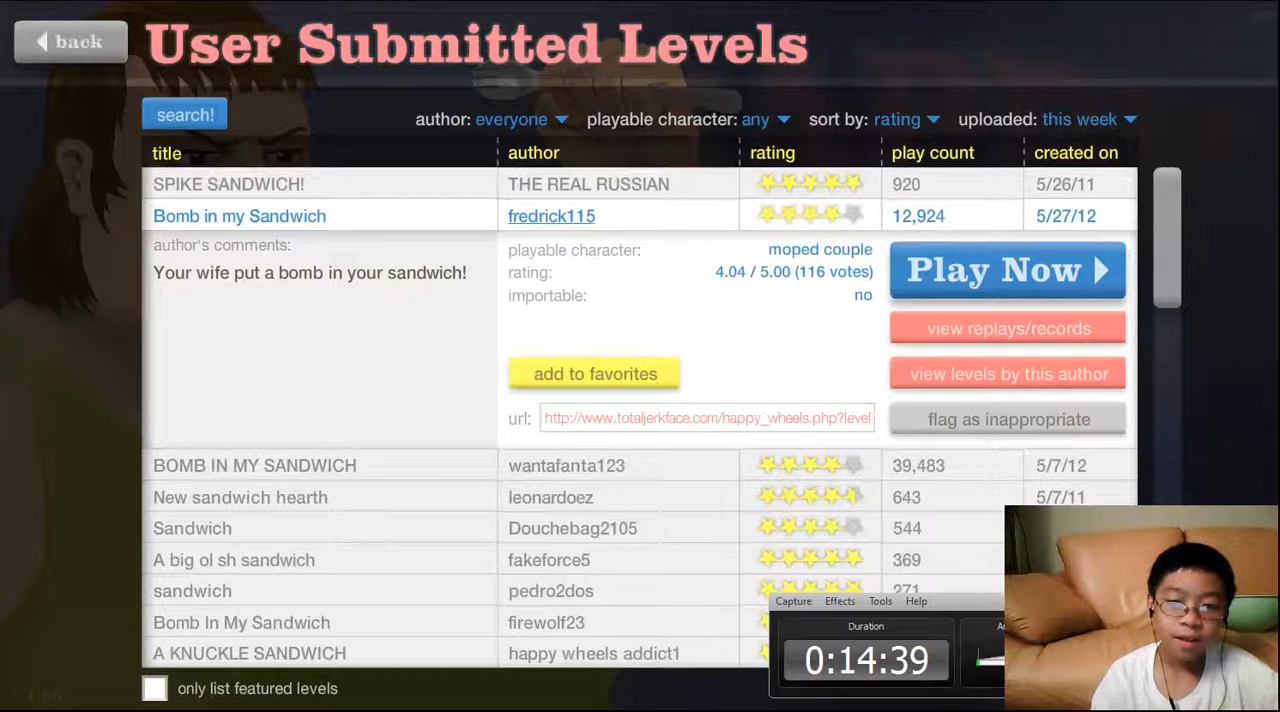 back
User Submitted Levels
search!
author: everyone playable character: any sort by: rating uploaded: this week
title author rating play count created on
SPIKE SANDWICH! THE REAL RUSSIAN 920 5/26/11
Bomb in my Sandwich fredrick115 12,924 5/27/12
author's comments:
Your wife put a bomb in your sandwich!
playable character: moped couple
rating: 4.04 / 5.00 (116 votes)
importable: no
Play Now
view replays/records
add to favorites
view levels by this author
url: http://www.totaljerkface.com/happy_wheels.php?level
flag as inappropriate
BOMB IN MY SANDWICH wantafanta123 39,483 5/7/12
New sandwich hearth leonardoez 643 5/7/11
Sandwich Douchebag2105 544
A big ol sh sandwich fakeforce5 369
sandwich pedro2dos 271
Bomb In My Sandwich firewolf23
A KNUCKLE SANDWICH happy wheels addict1
Capture Effects Tools Help
Duration
0:14:39
only list featured levels